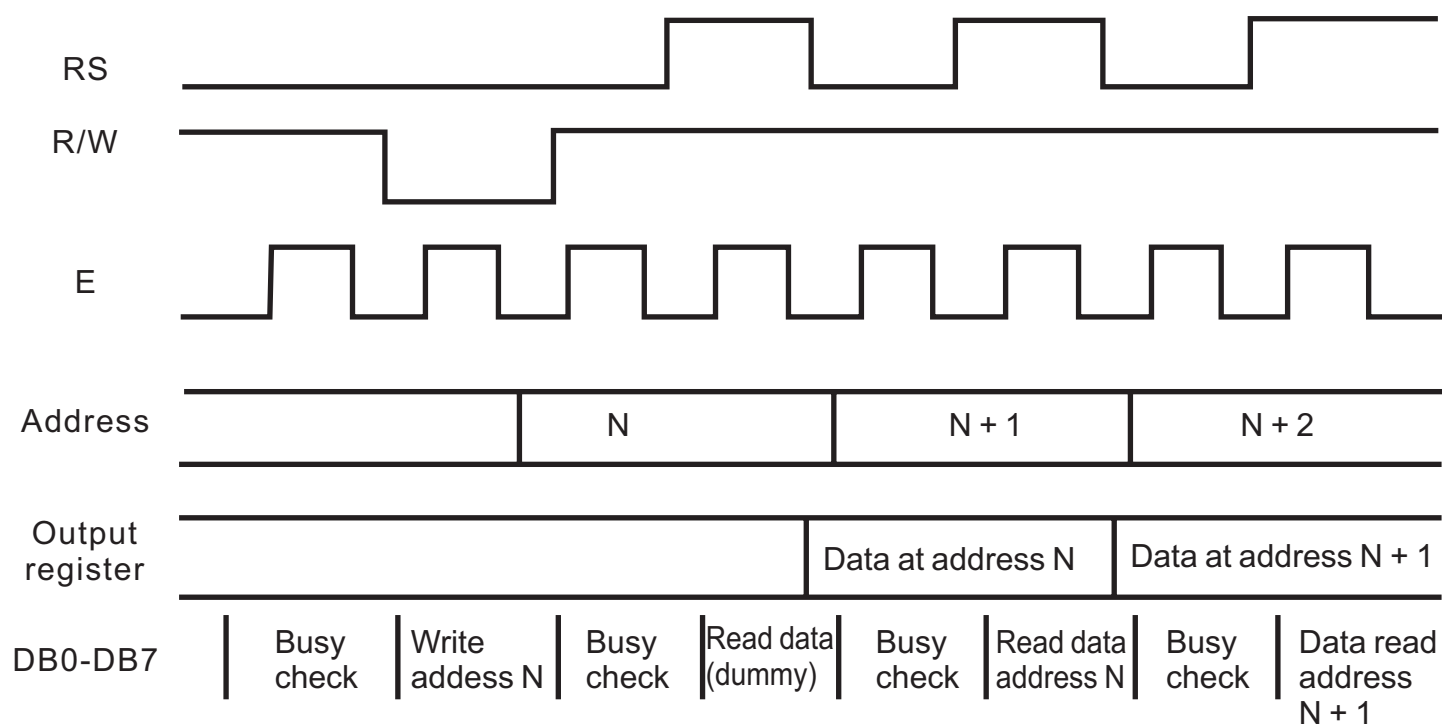 RS
R/W
E
Address
N
N + 1
N + 2
Output
register
Data at address N
Data at address N + 1
DB0-DB7
Busy
check
Write
addess N
Busy
check
Read data
(dummy)
Busy
check
Read data
address N
Busy
check
Data read
address
N + 1